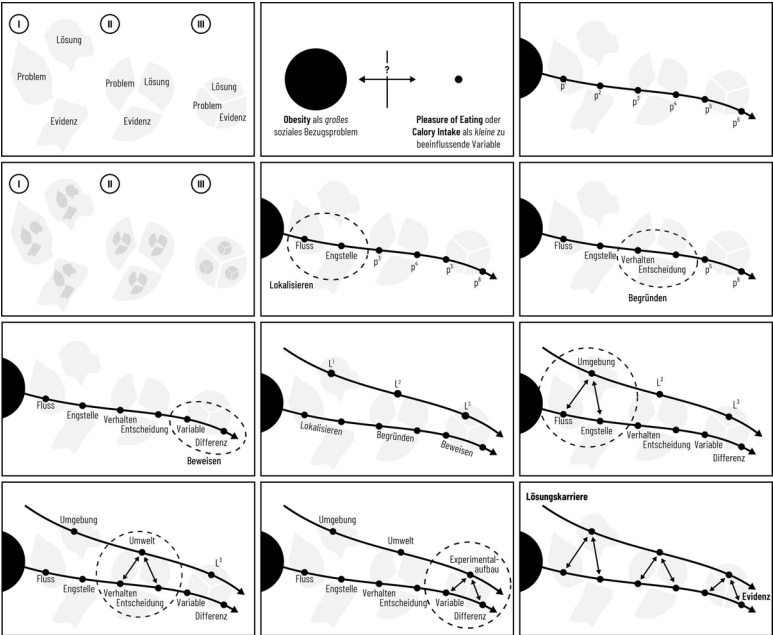 I
II
III
Lösung
Problem
Evidenz
Problem
Lösung
Evidenz
Lösung
Problem
Evidenz
?
Obesity als großes
soziales Bezugsproblem
Pleasure of Eating oder
Calory Intake als kleine zu
beeinflussende Variable
p¹
p²
p³
p⁴
p⁵
p⁶
I
II
III
Fluss
Engstelle
p³
p⁴
p⁵
p⁶
Lokalisieren
Fluss
Engstelle
Verhalten
Entscheidung
p⁵
p⁶
Begründen
Fluss
Engstelle
Verhalten
Entscheidung
Variable
Differenz
Beweisen
L¹
L²
L³
Lokalisieren
Begründen
Beweisen
Umgebung
L²
L³
Fluss
Engstelle
Verhalten
Entscheidung
Variable
Differenz
Umgebung
Umwelt
L³
Fluss
Engstelle
Verhalten
Entscheidung
Variable
Differenz
Umgebung
Umwelt
Experimental-
aufbau
Fluss
Engstelle
Verhalten
Entscheidung
Variable
Differenz
Lösungskarriere
Evidenz